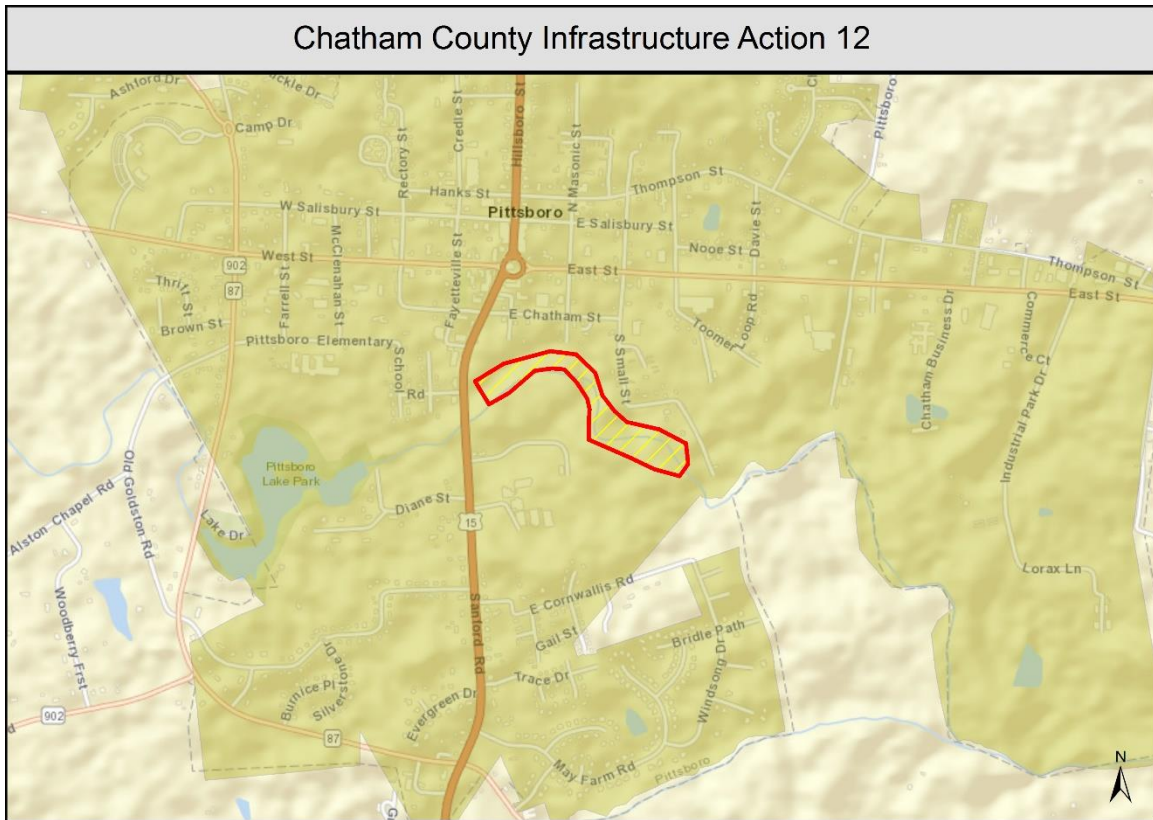 Chatham County Infrastructure Action 12
Ashford Dr
uckle Dr
Camp Dr
Rectory St
Credle St
Hillsboro St
N Masonic St
Pittsboro
Hanks St
Thompson St
W Salisbury St
Pittsboro
E Salisbury St
Davie St
Nooe St
McClenahan St
Fayetteville St
902
87
West St
East St
Thompson St
East St
Thrift St
Farrell St
Brown St
E Chatham St
Toomer
Loop Rd
Pittsboro Elementary
School
Rd
S Small St
Chatham Business Dr
Commerce Ct
Industrial Park Dr
Pittsboro
Lake Park
Old Goldston Rd
Alston Chapel Rd
Lake Dr
Diane St
15
Woodberry Frst
Sanford Rd
E Cornwallis Rd
Lorax Ln
Gail St
Bridle Path
Windsong Dr
Trace Dr
Burnice Pl
Silverstone Dr
Evergreen Dr
902
87
May Farm Rd
Pittsboro
N